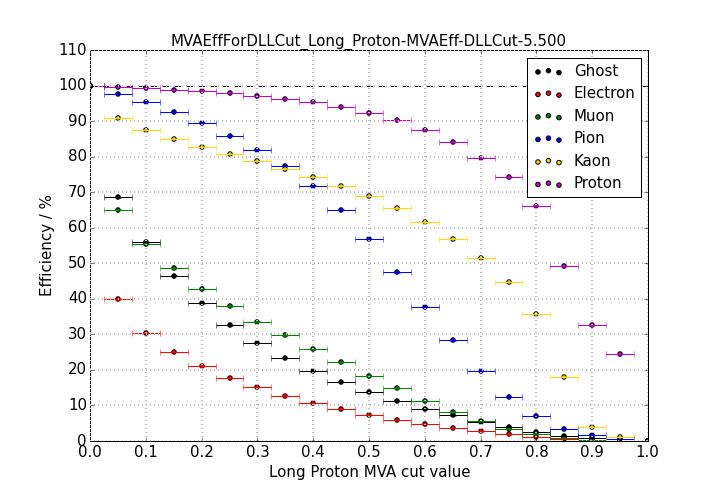 MVAEffForDLLCut_Long_Proton-MVAEff-DLLCut-5.500
110
100
90
80
70
60
50
40
30
20
10
0
Efficiency / %
Ghost
Electron
Muon
Pion
Kaon
Proton
0.0 0.1 0.2 0.3 0.4 0.5 0.6 0.7 0.8 0.9 1.0
Long Proton MVA cut value